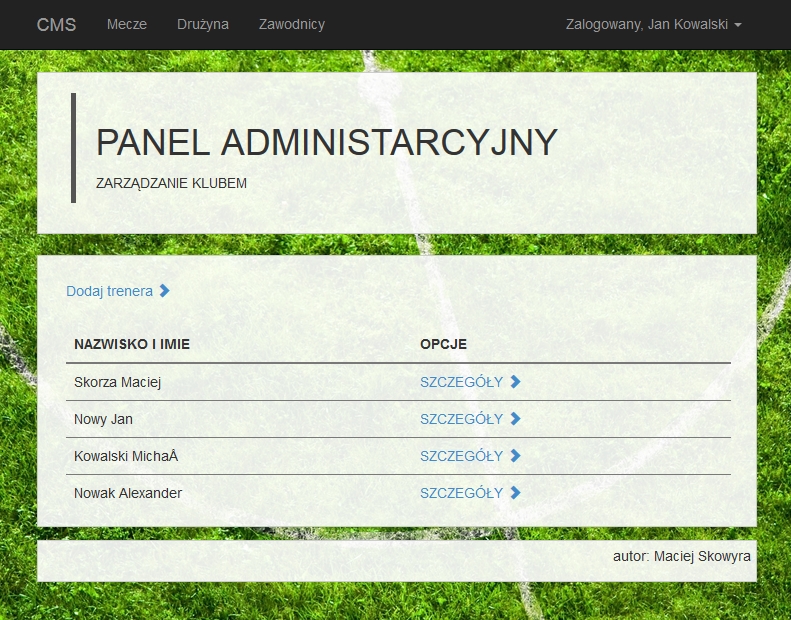 CMS Mecze Drużyna Zawodnicy Zalogowany, Jan Kowalski
PANEL ADMINISTARCYJNY
ZARZĄDZANIE KLUBEM
Dodaj trenera
NAZWISKO I IMIE OPCJE
Skorza Maciej SZCZEGÓŁY
Nowy Jan SZCZEGÓŁY
Kowalski MichaÅ SZCZEGÓŁY
Nowak Alexander SZCZEGÓŁY
autor: Maciej Skowyra